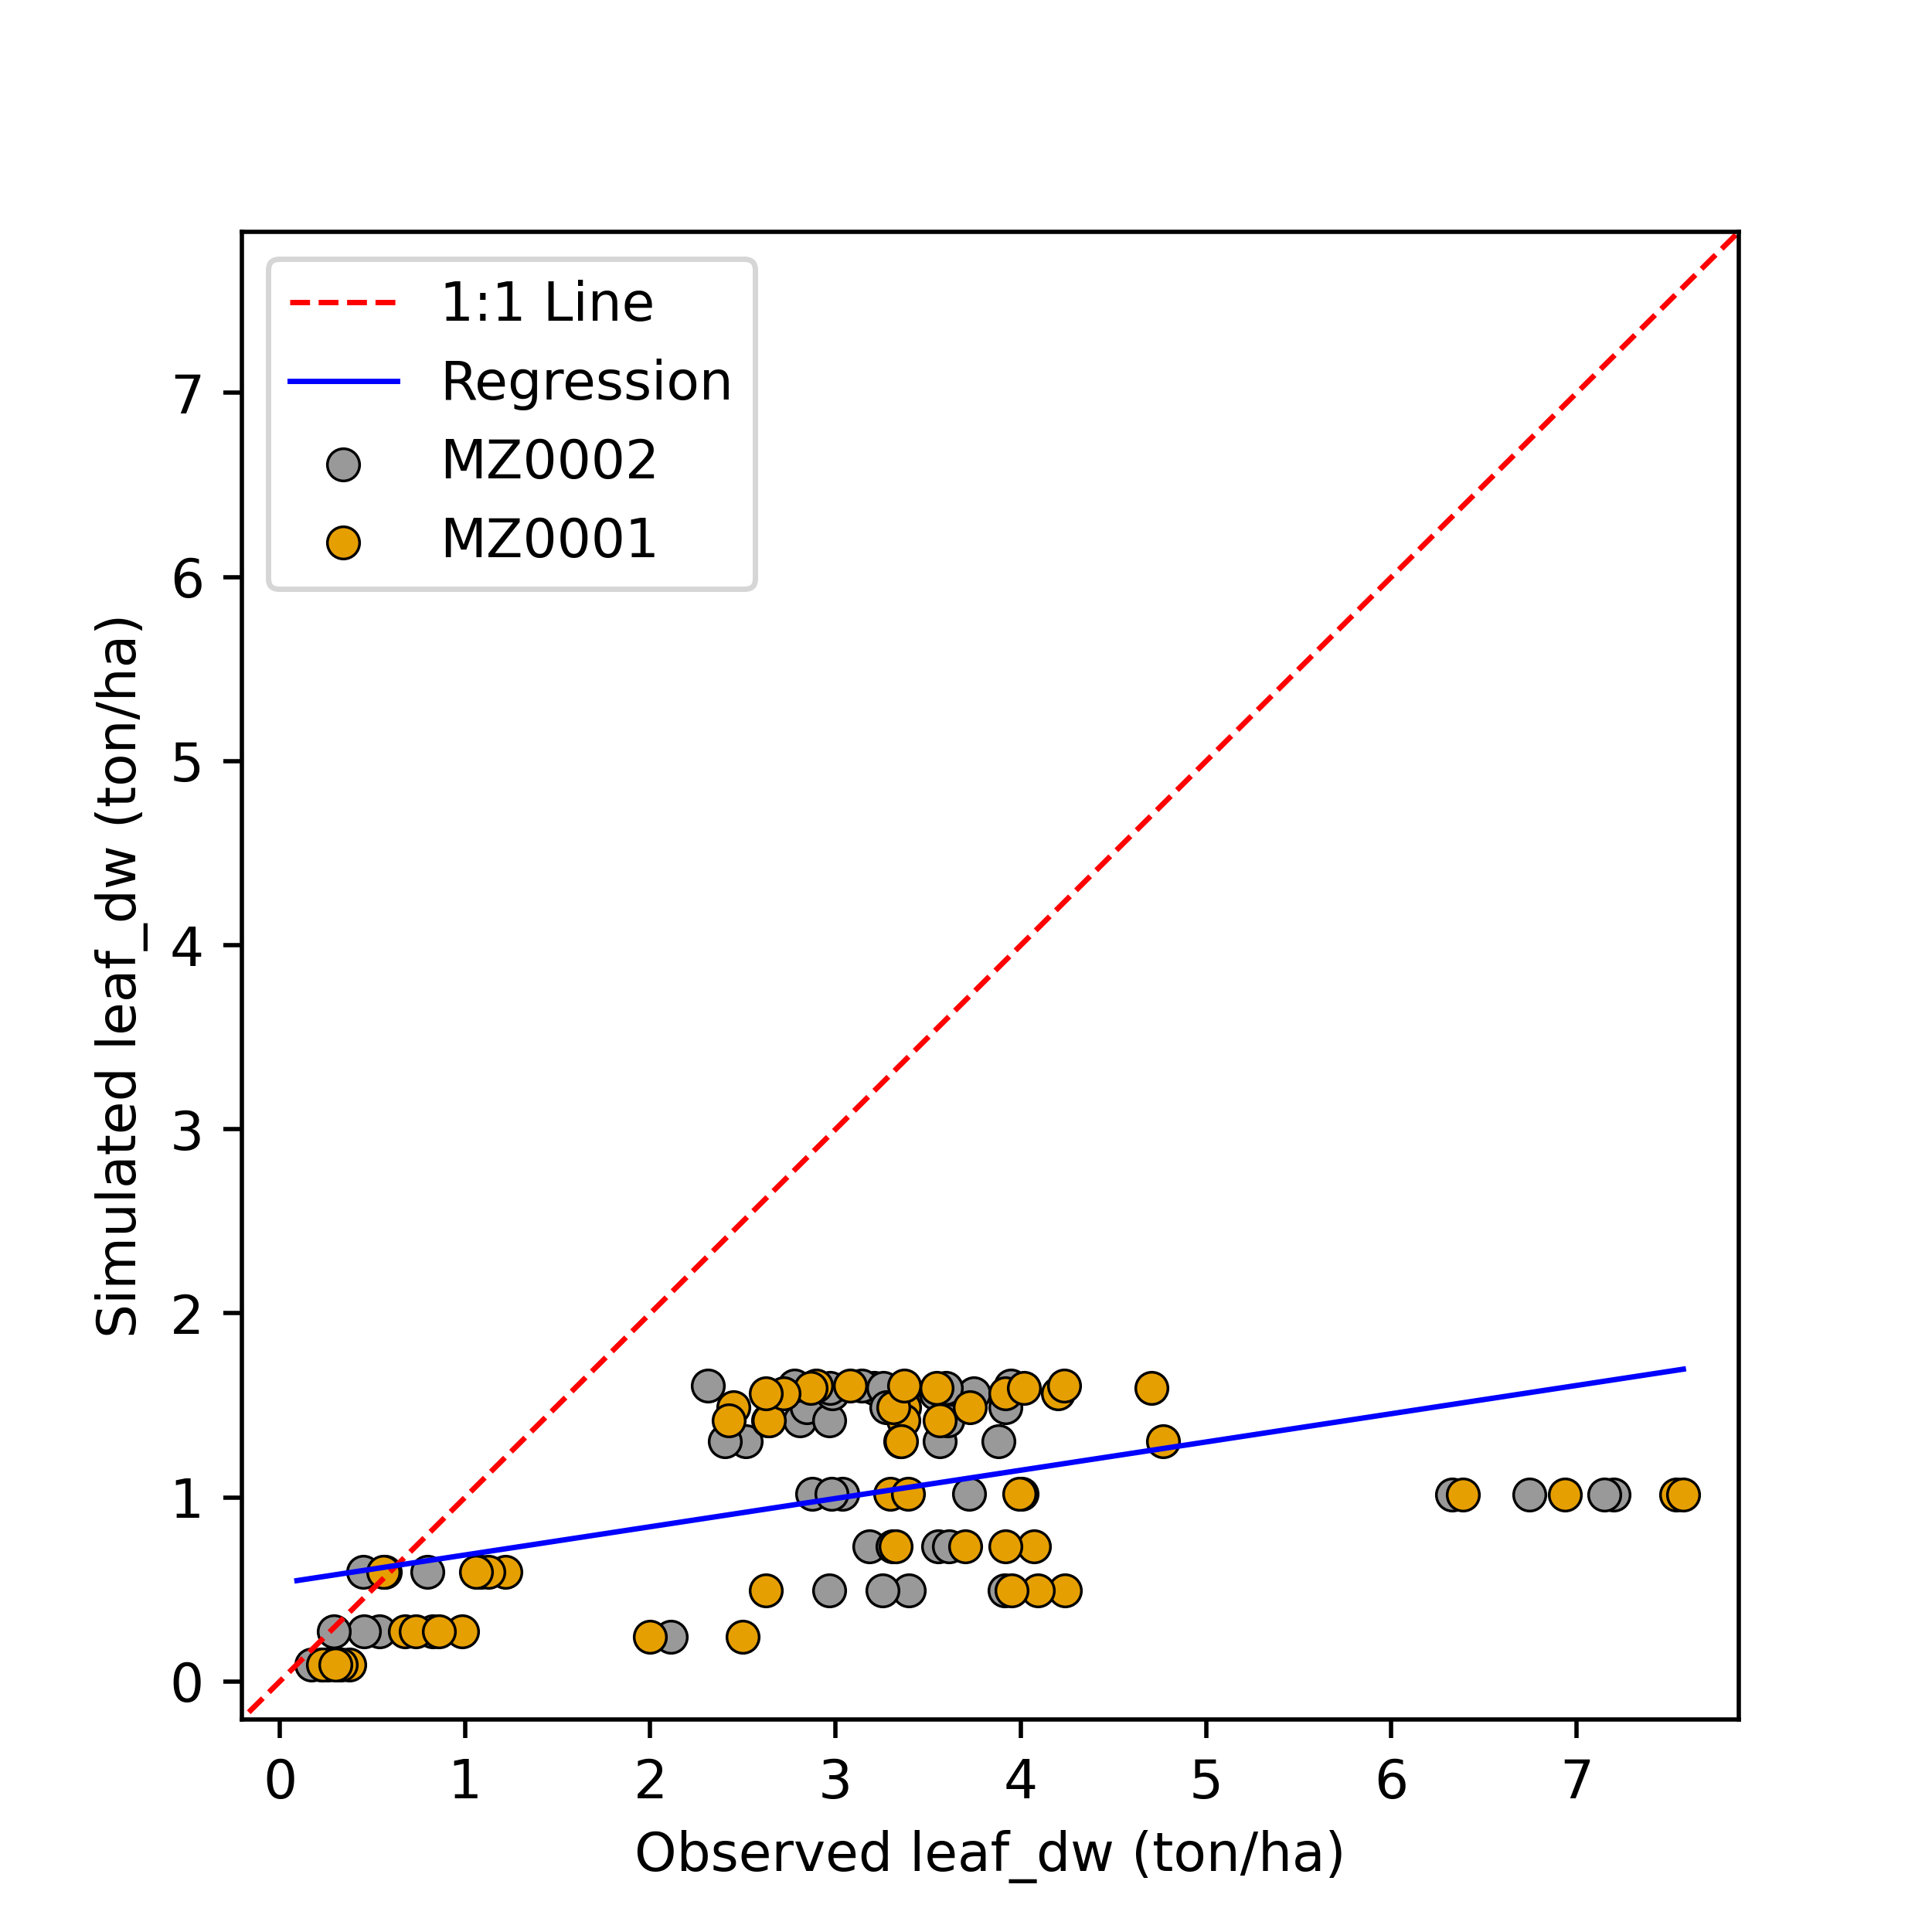 1:1 Line
Regression
MZ0002
MZ0001
7
6
5
4
3
2
1
0
Simulated leaf_dw (ton/ha)
0 1 2 3 4 5 6 7
Observed leaf_dw (ton/ha)